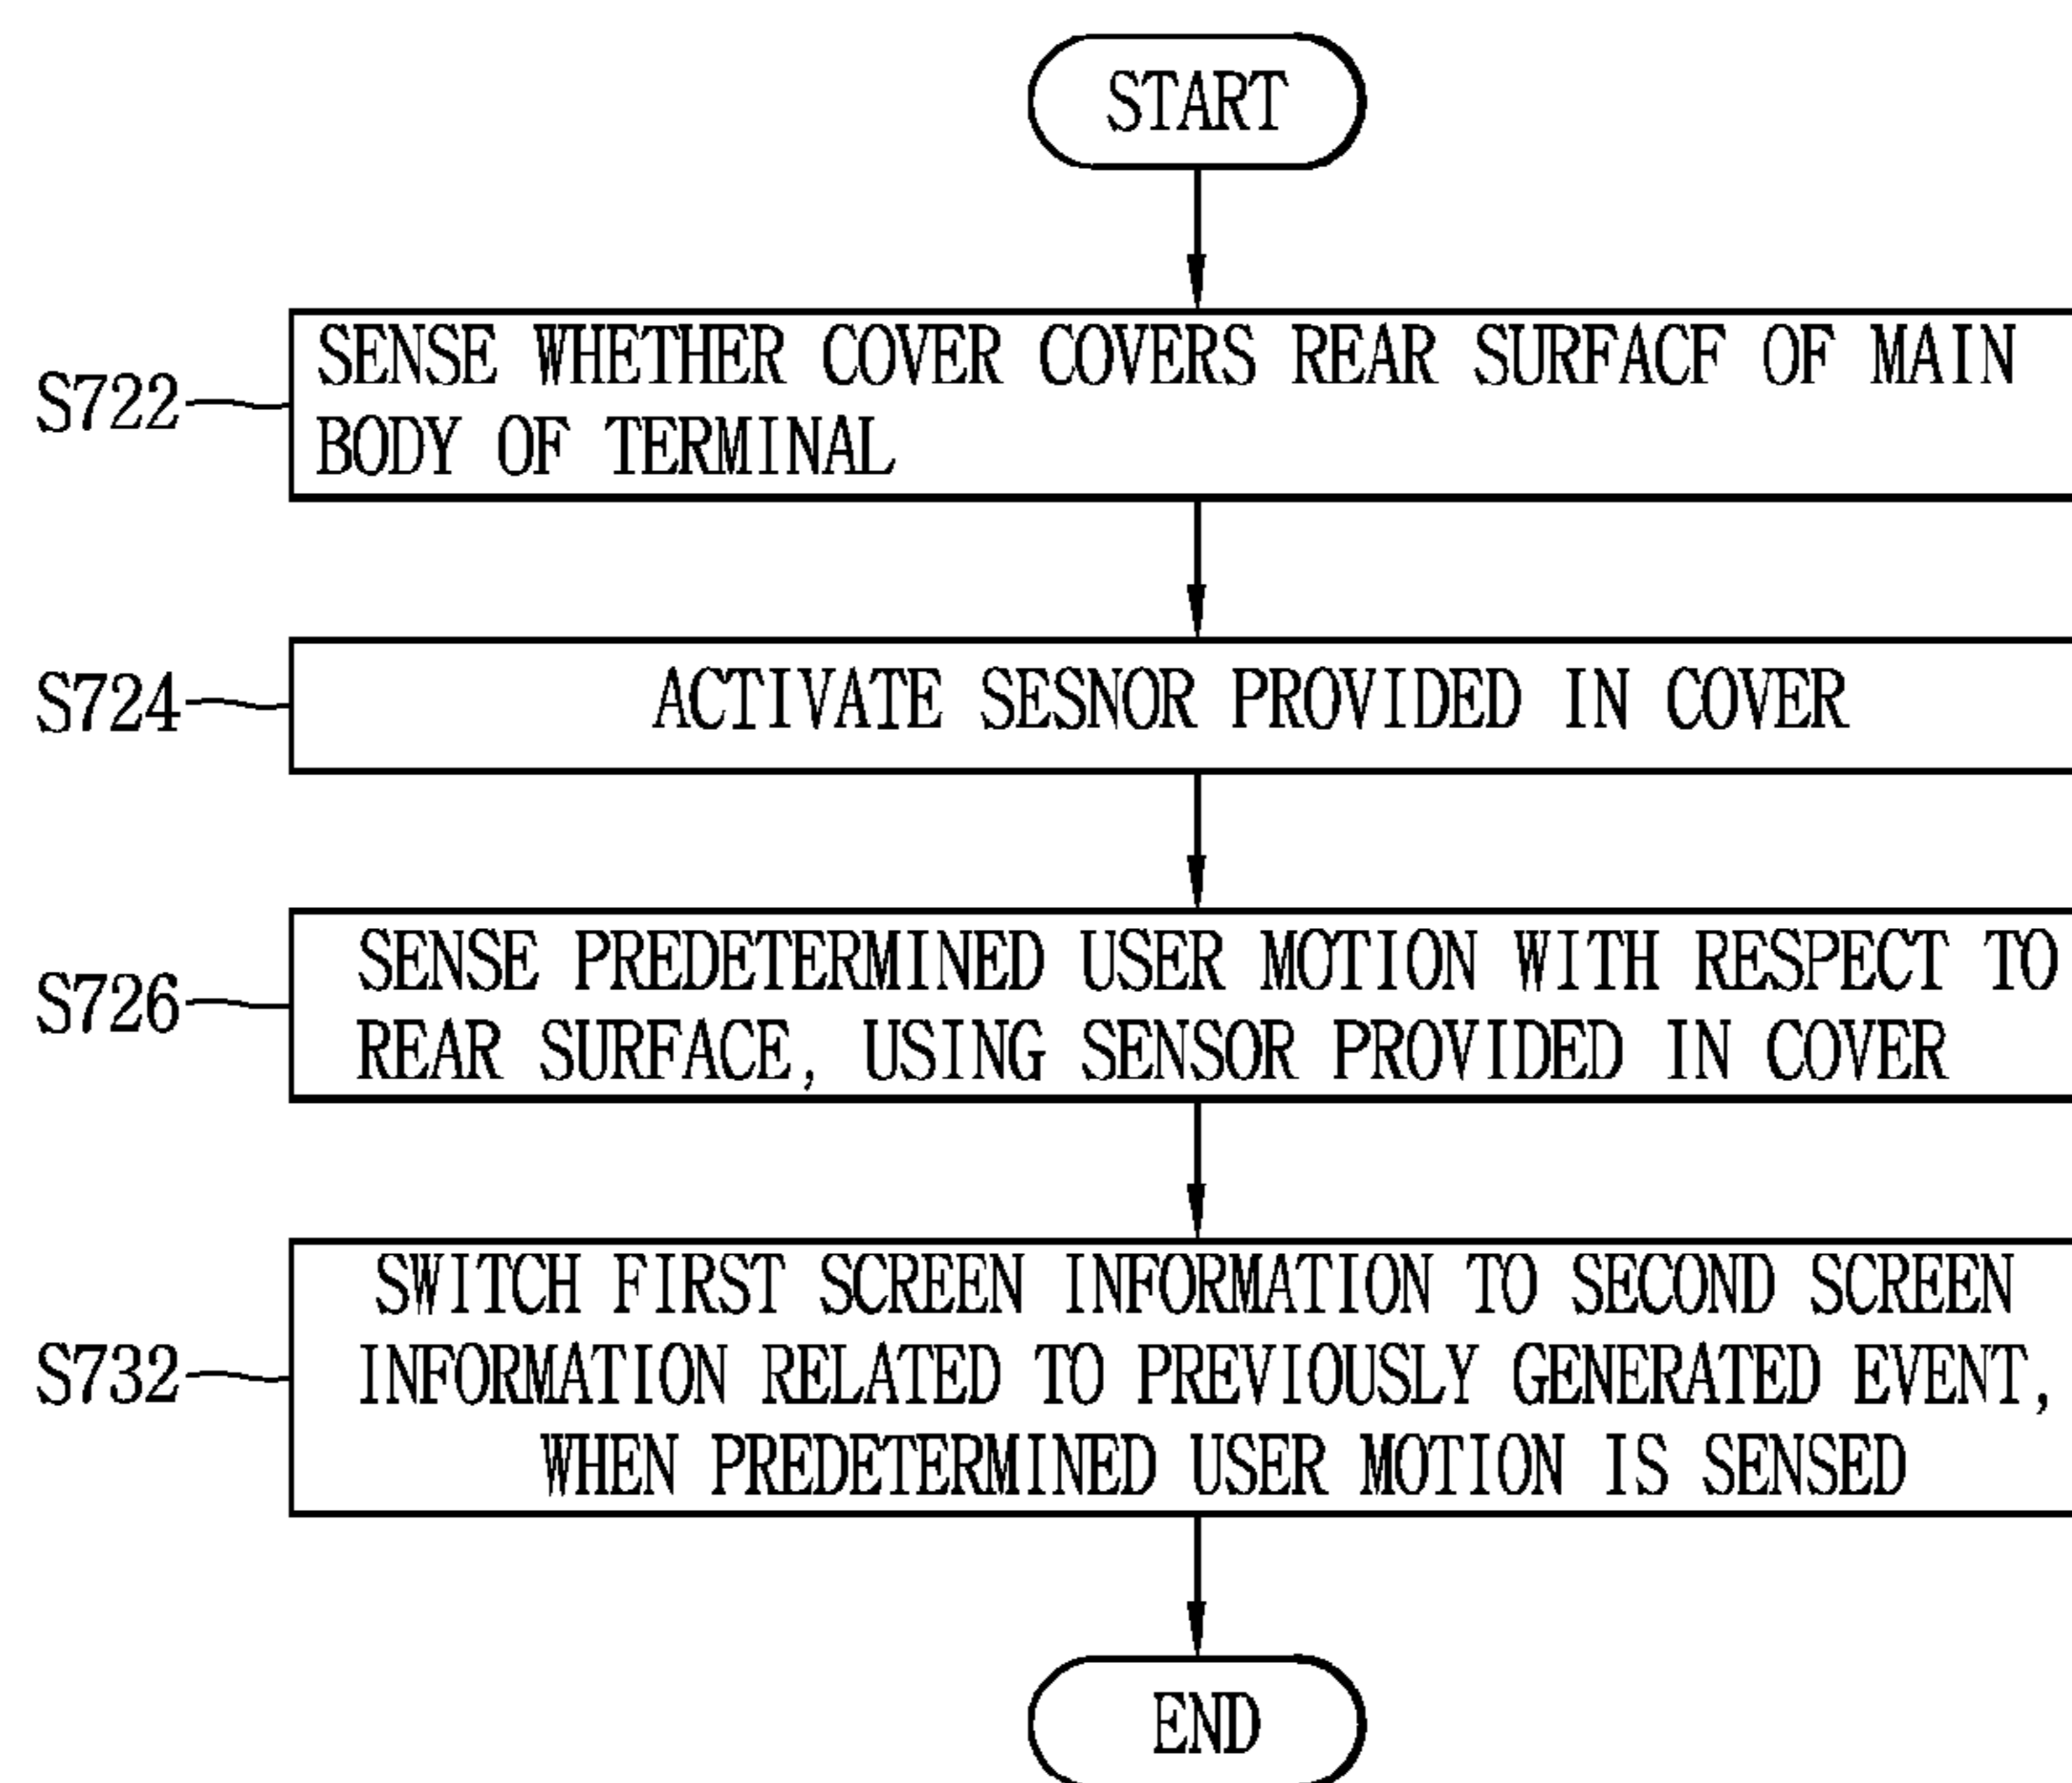 START
S722
SENSE WHETHER COVER COVERS REAR SURFACF OF MAIN
BODY OF TERMINAL
S724
ACTIVATE SESNOR PROVIDED IN COVER
S726
SENSE PREDETERMINED USER MOTION WITH RESPECT TO
REAR SURFACE, USING SENSOR PROVIDED IN COVER
S732
SWITCH FIRST SCREEN INFORMATION TO SECOND SCREEN
INFORMATION RELATED TO PREVIOUSLY GENERATED EVENT,
WHEN PREDETERMINED USER MOTION IS SENSED
END